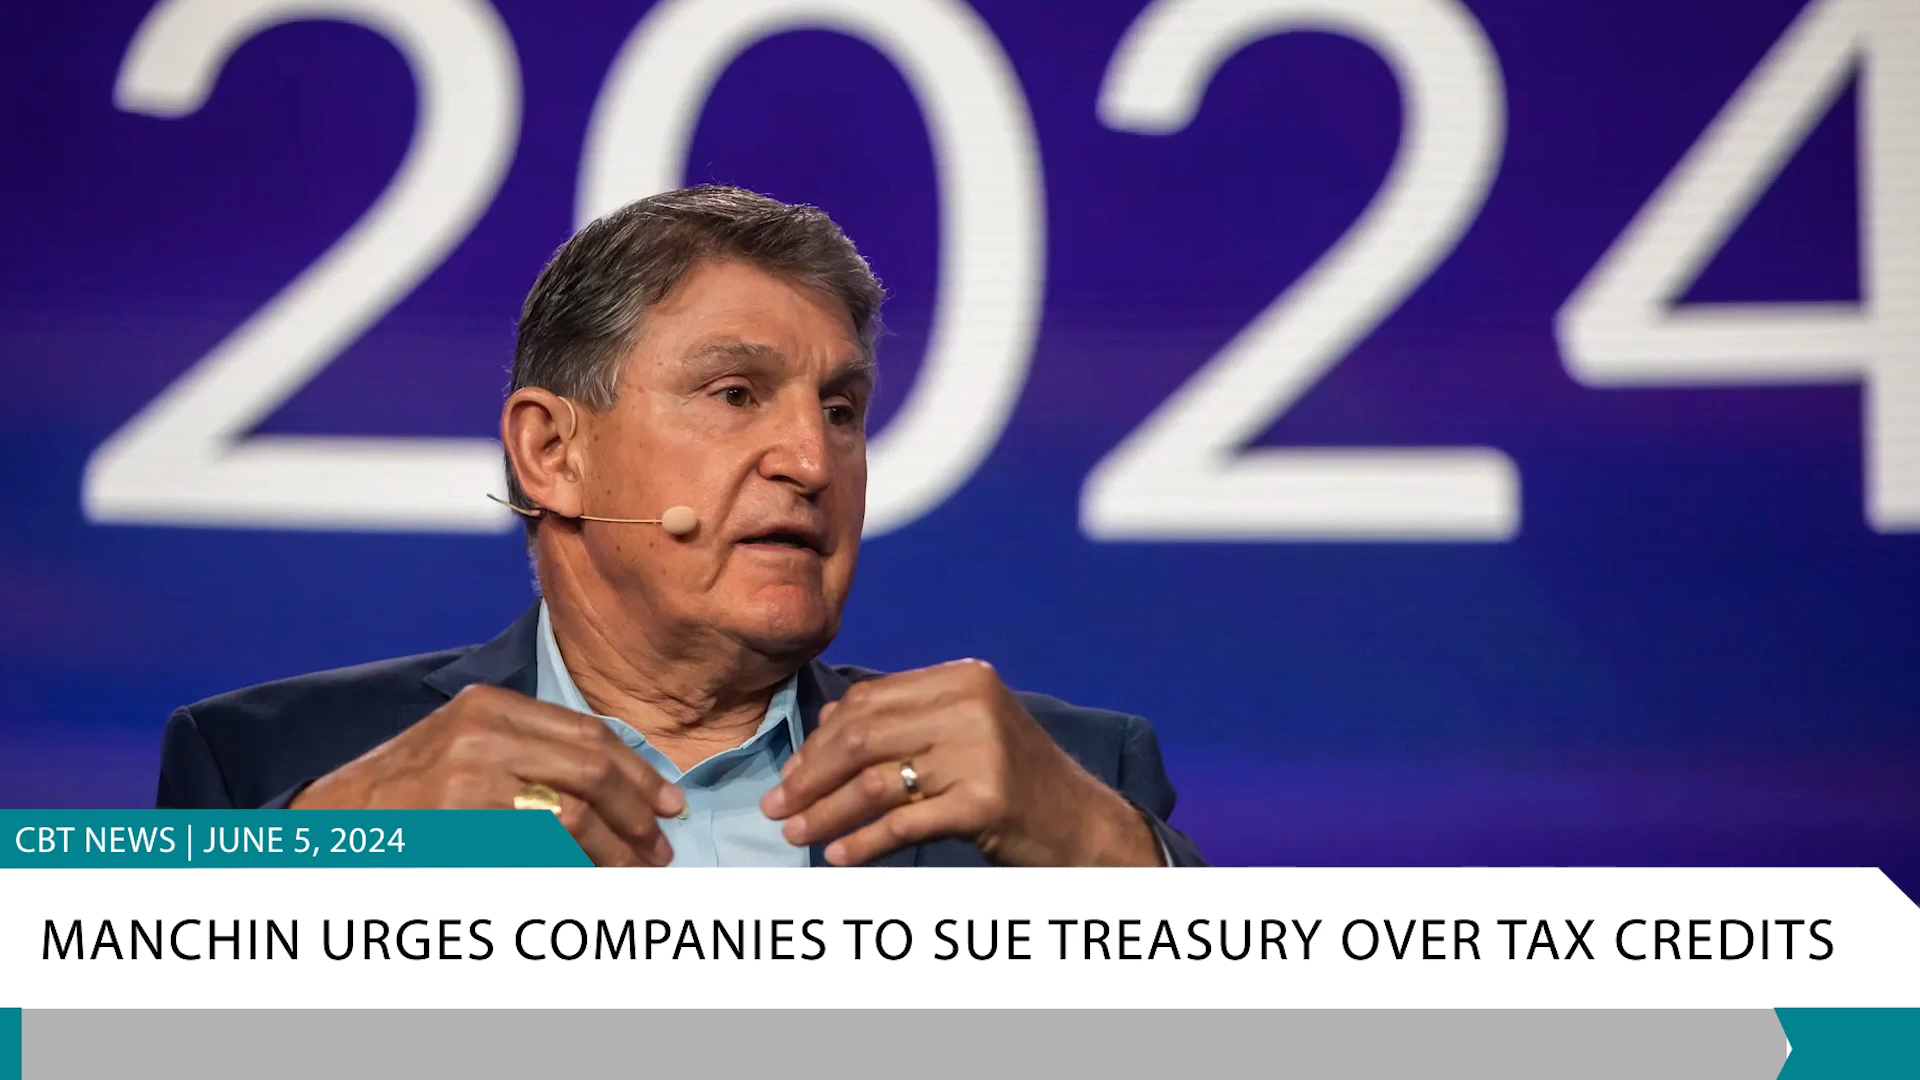 2024
CBT NEWS | JUNE 5, 2024
MANCHIN URGES COMPANIES TO SUE TREASURY OVER TAX CREDITS